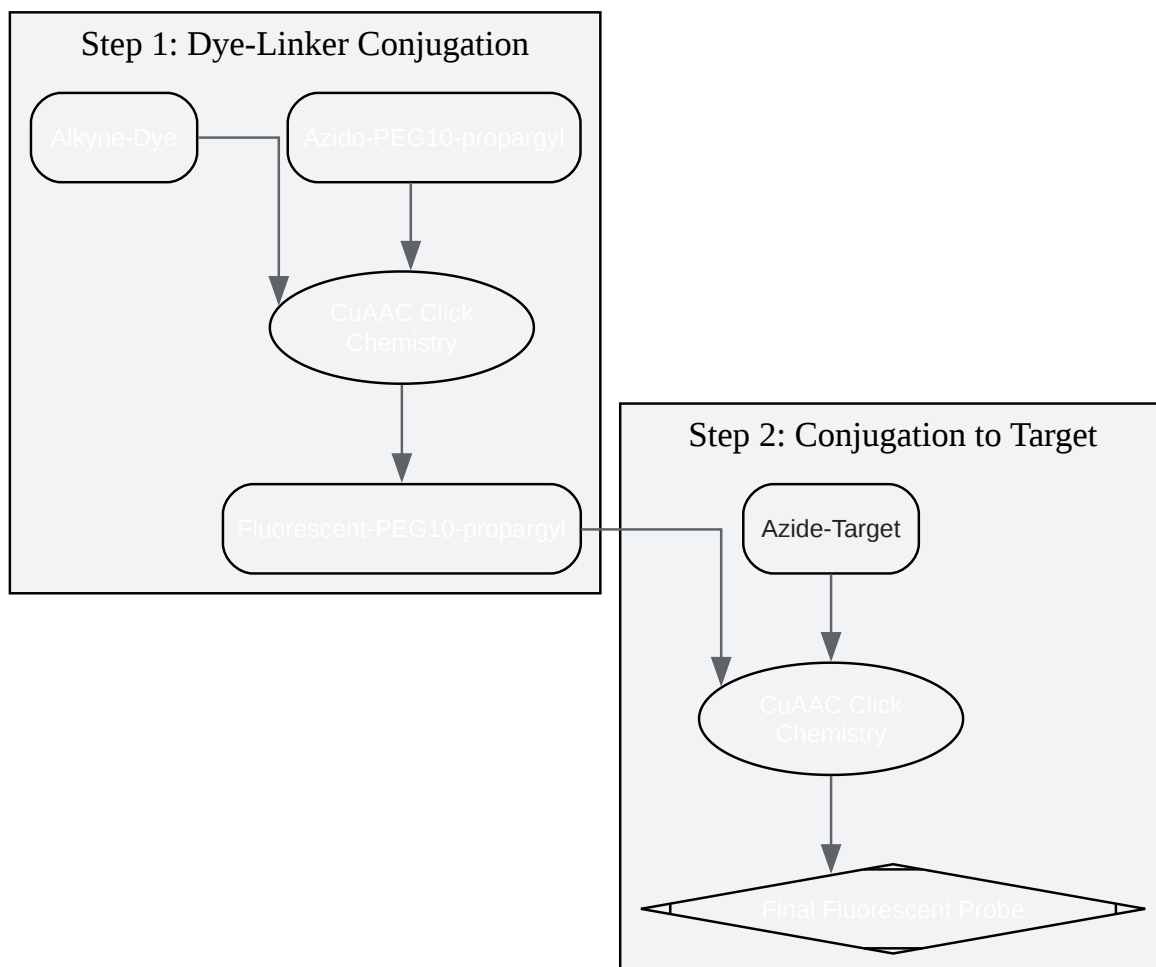 Step 1: Dye-Linker Conjugation
Alkyne-Dye
Azido-PEG10-propargyl
CuAAC Click
Chemistry
Fluorescent-PEG10-propargyl
Step 2: Conjugation to Target
Azide-Target
CuAAC Click
Chemistry
Final Fluorescent Probe